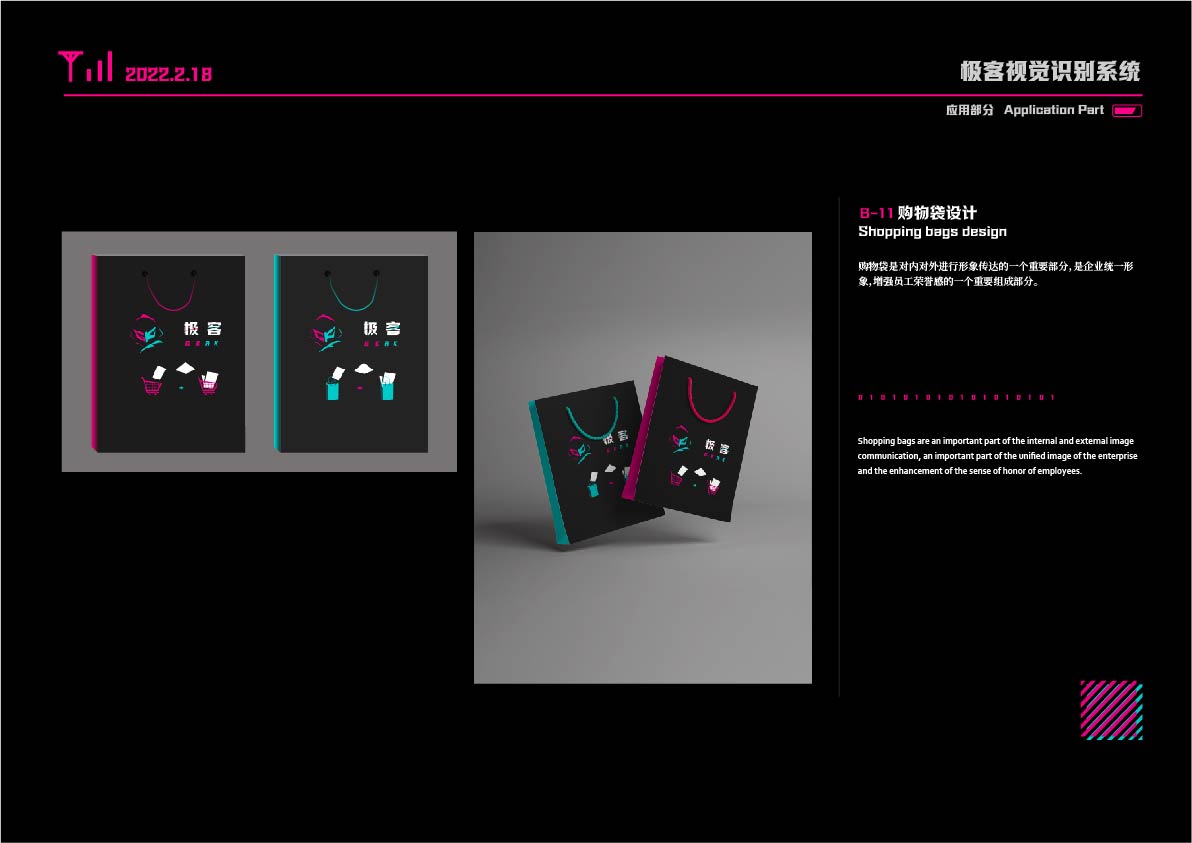 2022.2.18
极客视觉识别系统
应用部分 Application Part
B-11 购物袋设计
Shopping bags design
购物袋是对内对外进行形象传达的一个重要部分，是企业统一形
象，增强员工荣誉感的一个重要组成部分。
0 1 0 1 0 1 0 1 0 1 0 1 0 1 0 1 0 1
Shopping bags are an important part of the internal and external image
communication, an important part of the unified image of the enterprise
and the enhancement of the sense of honor of employees.
极客
GEAK
极客
GEAK
极客
极客
GEAK